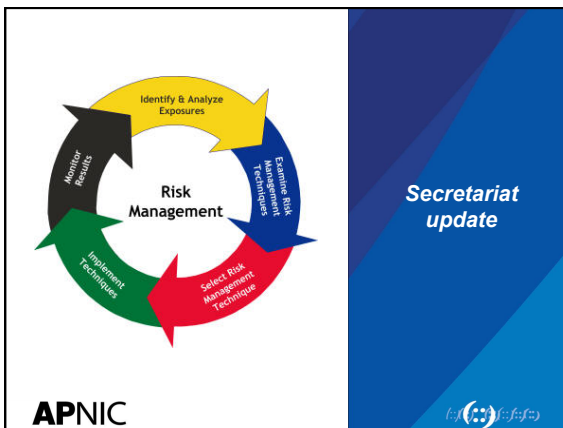 Identify & Analyze
Exposures
Examine Risk
Management
Techniques
Select Risk
Management
Technique
Implement
Techniques
Monitor
Results
Risk
Management
Secretariat
update
APNIC
(::)